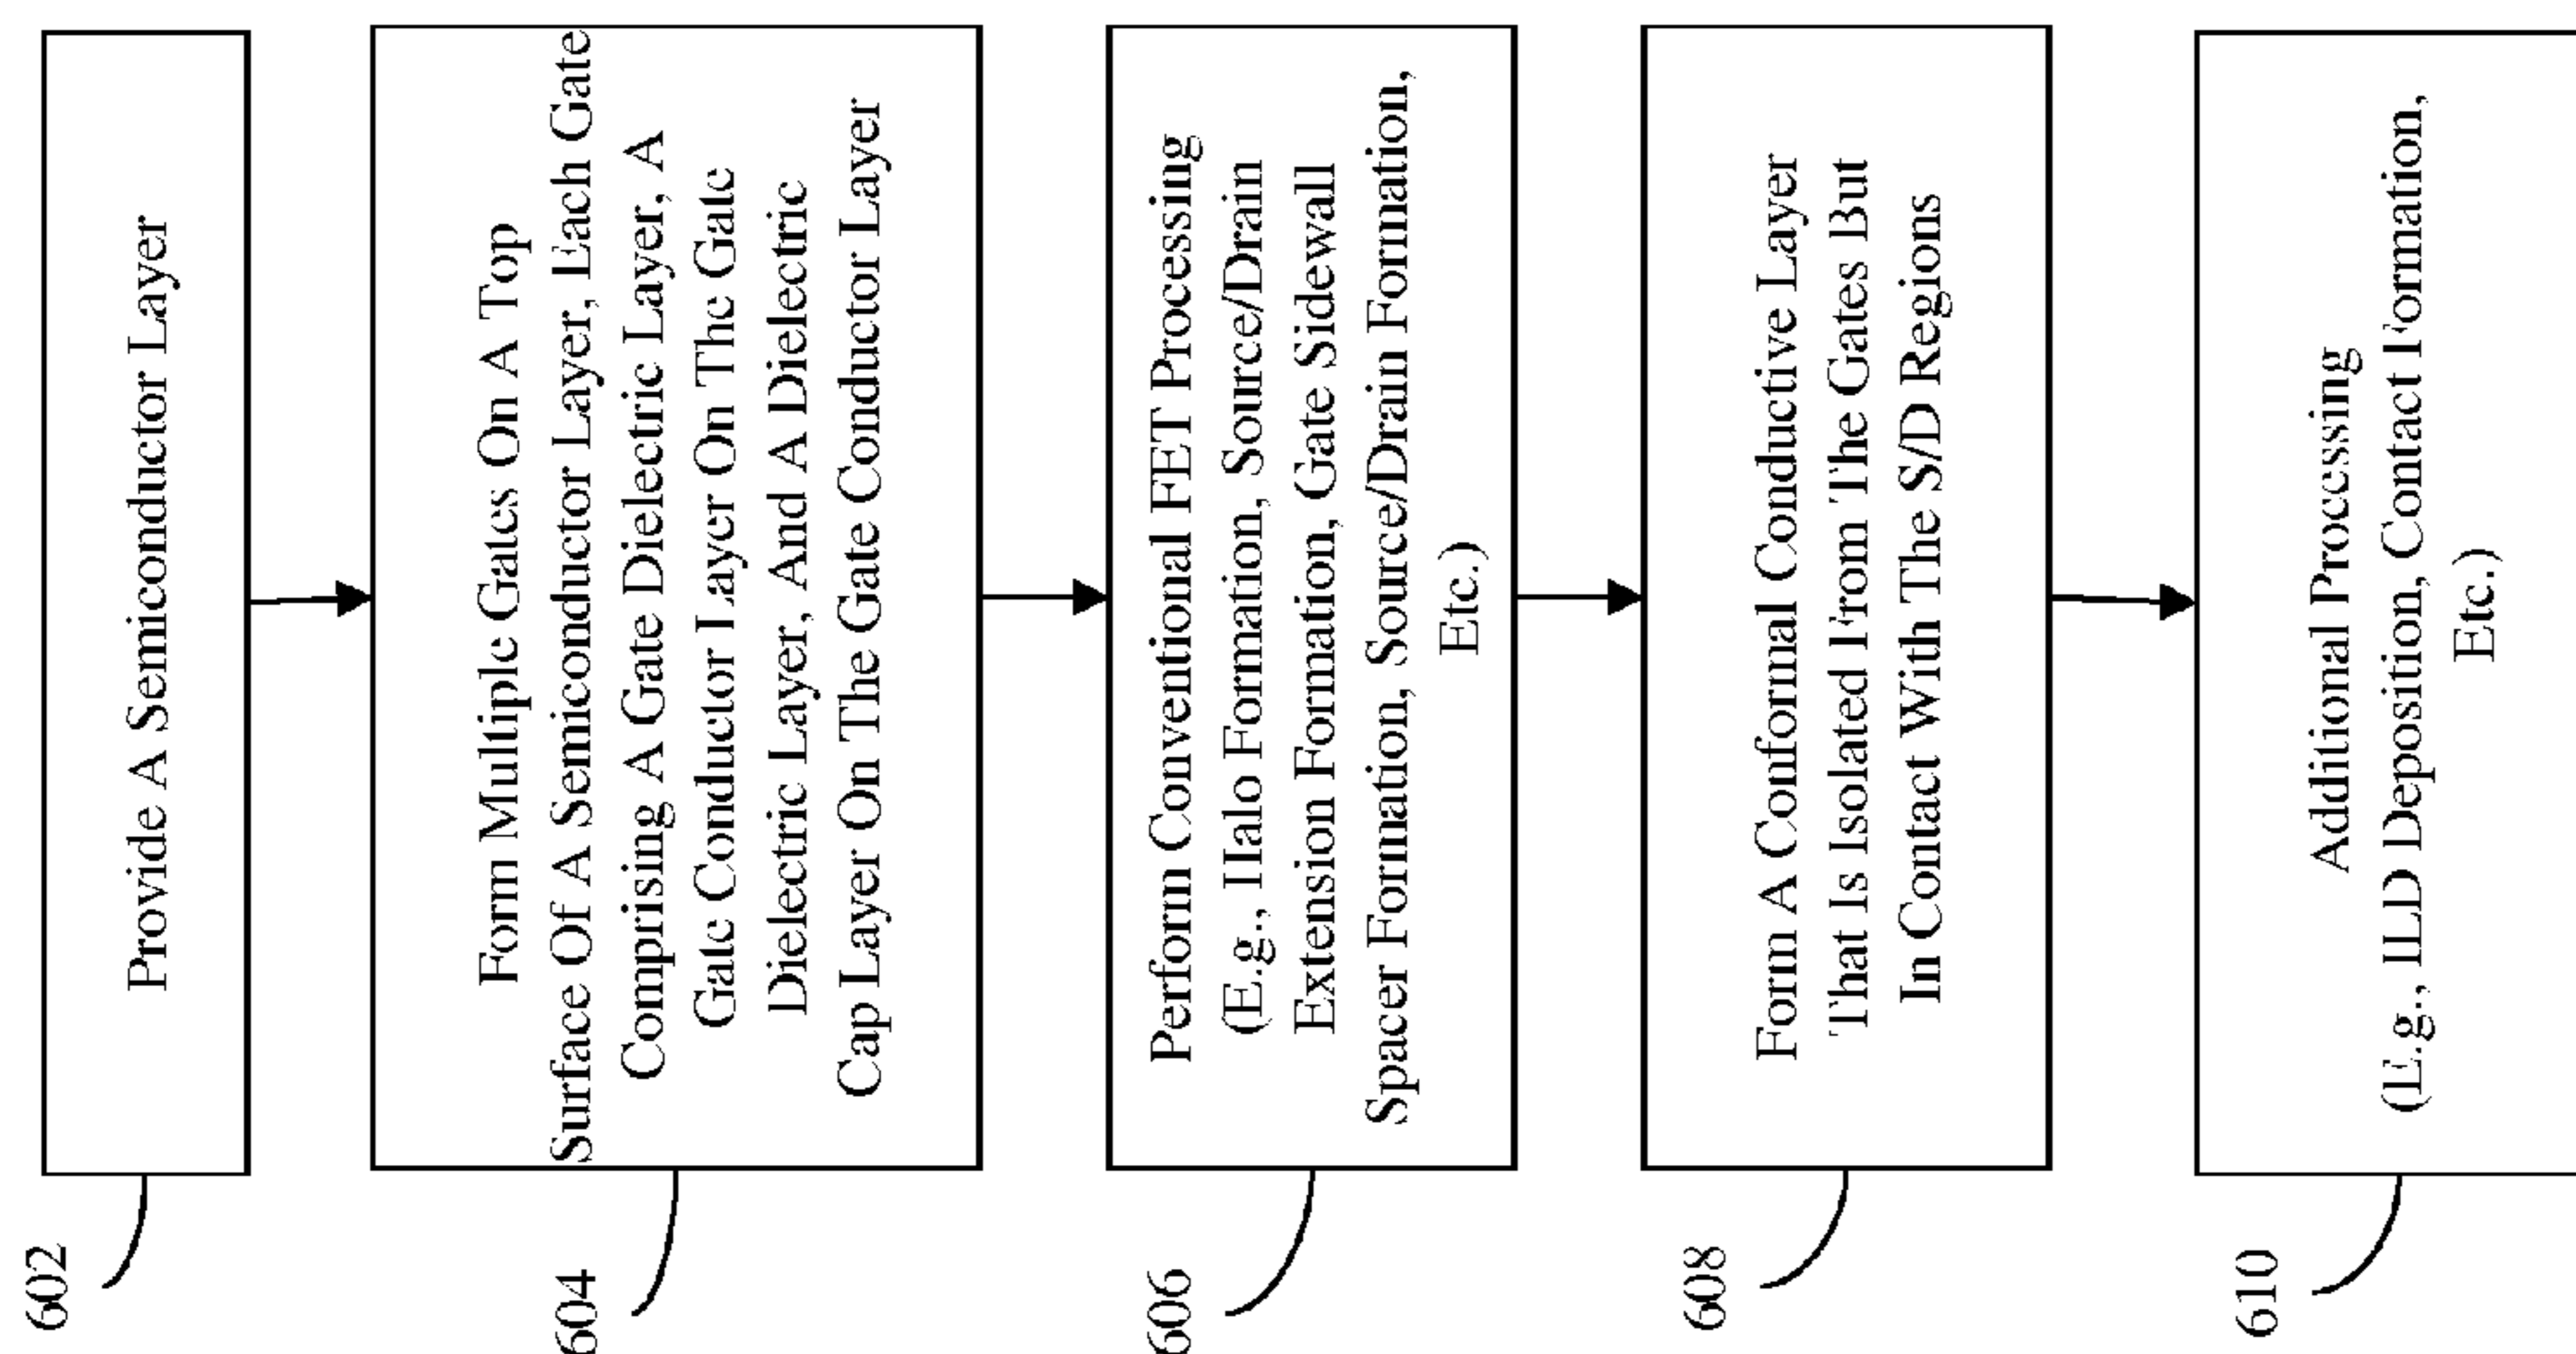 602
Provide A Semiconductor Layer
604
Form Multiple Gates On A Top
Surface Of A Semiconductor Layer, Each Gate
Comprising A Gate Dielectric Layer, A
Gate Conductor Layer On The Gate
Dielectric Layer, And A Dielectric
Cap Layer On The Gate Conductor Layer
606
Perform Conventional FET Processing
(E.g., Halo Formation, Source/Drain
Extension Formation, Gate Sidewall
Spacer Formation, Source/Drain Formation,
Etc.)
608
Form A Conformal Conductive Layer
That Is Isolated From The Gates But
In Contact With The S/D Regions
610
Additional Processing
(E.g., ILD Deposition, Contact Formation,
Etc.)